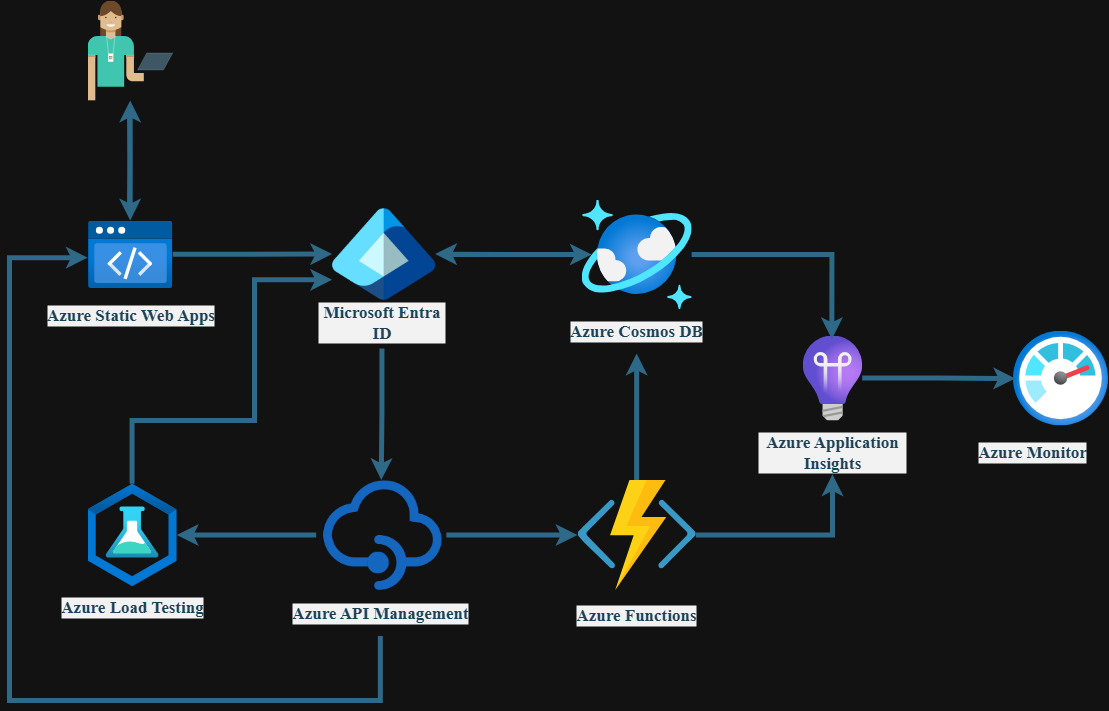 Azure Static Web Apps
Microsoft Entra
ID
Azure Cosmos DB
Azure Application
Insights
Azure Monitor
Azure Load Testing
Azure API Management
Azure Functions